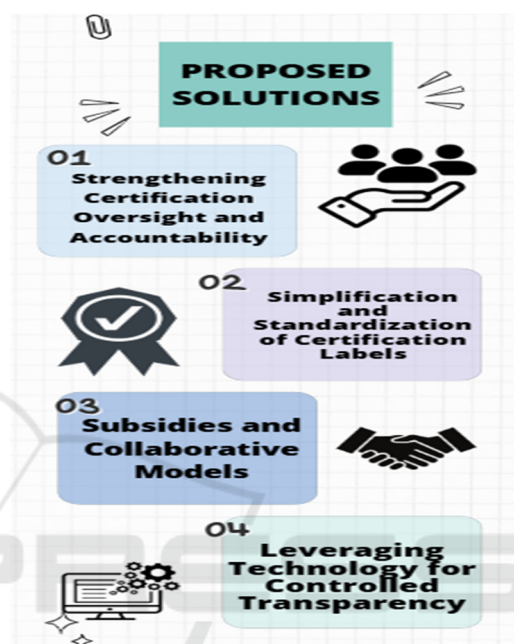 PROPOSED
SOLUTIONS
01
Strengthening
Certification
Oversight and
Accountability
02
Simplification
and
Standardization
of Certification
Labels
03
Subsidies and
Collaborative
Models
04
Leveraging
Technology for
Controlled
Transparency